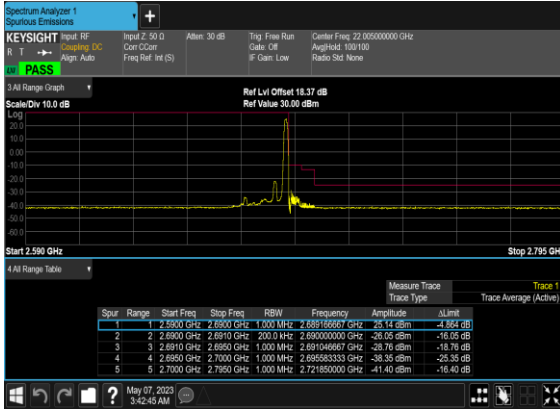 Spectrum Analyzer 1
Spurious Emissions
+
KEYSIGHT Input: RF Input Z: 50 Ω Atten: 30 dB Trig: Free Run Center Freq: 22.005000000 GHz
R T Coupling: DC Corr CCorr Gate: Off Avg|Hold: 100/100
Align: Auto Freq Ref: Int (S) IF Gain: Low Radio Std: None
PASS
3 All Range Graph
Ref Lvl Offset 18.37 dB
Scale/Div 10.0 dB Ref Value 30.00 dBm
Log
20.0
10.0
0.00
-10.0
-20.0
-30.0
-40.0
-50.0
-60.0
Start 2.590 GHz Stop 2.795 GH
4 All Range Table
Measure Trace Trace 1
Trace Type Trace Average (Active)
Spur Range Start Freq Stop Freq RBW Frequency Amplitude ΔLimit
1 1 2.5900 GHz 2.6900 GHz 1.000 MHz 2.689166667 GHz 25.14 dBm -4.864 dB
2 2 2.6900 GHz 2.6910 GHz 200.0 kHz 2.690000000 GHz -26.05 dBm -16.05 dB
3 3 2.6910 GHz 2.6950 GHz 1.000 MHz 2.691046667 GHz -28.76 dBm -18.76 dB
4 4 2.6950 GHz 2.7000 GHz 1.000 MHz 2.695583333 GHz -38.35 dBm -25.35 dB
5 5 2.7000 GHz 2.7950 GHz 1.000 MHz 2.721850000 GHz -41.40 dBm -16.40 dB
? May 07, 2023
3:42:45 AM